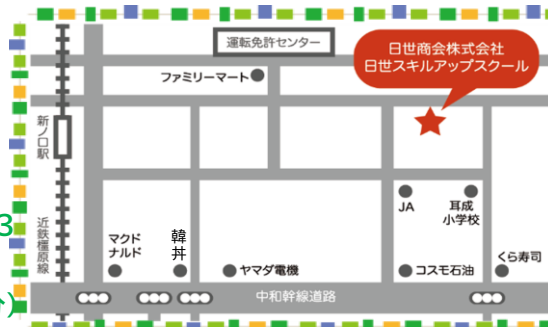 運転免許センター
日世商会株式会社
日世スキルアップスクール
ファミリーマート
新ノ口駅
JA
耳成
小学校
3
近鉄橿原線
マクド
ナルド
韓丼
ヤマダ電機
コスモ石油
くら寿司
中和幹線道路
分)